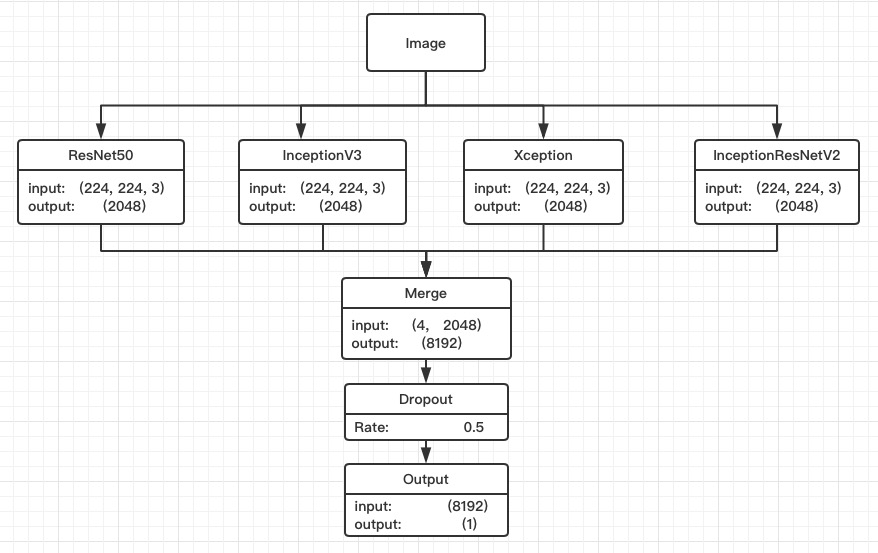 Image
ResNet50
input: (224, 224, 3)
output: (2048)
InceptionV3
input: (224, 224, 3)
output: (2048)
Xception
input: (224, 224, 3)
output: (2048)
InceptionResNetV2
input: (224, 224, 3)
output: (2048)
Merge
input: (4, 2048)
output: (8192)
Dropout
Rate: 0.5
Output
input: (8192)
output: (1)